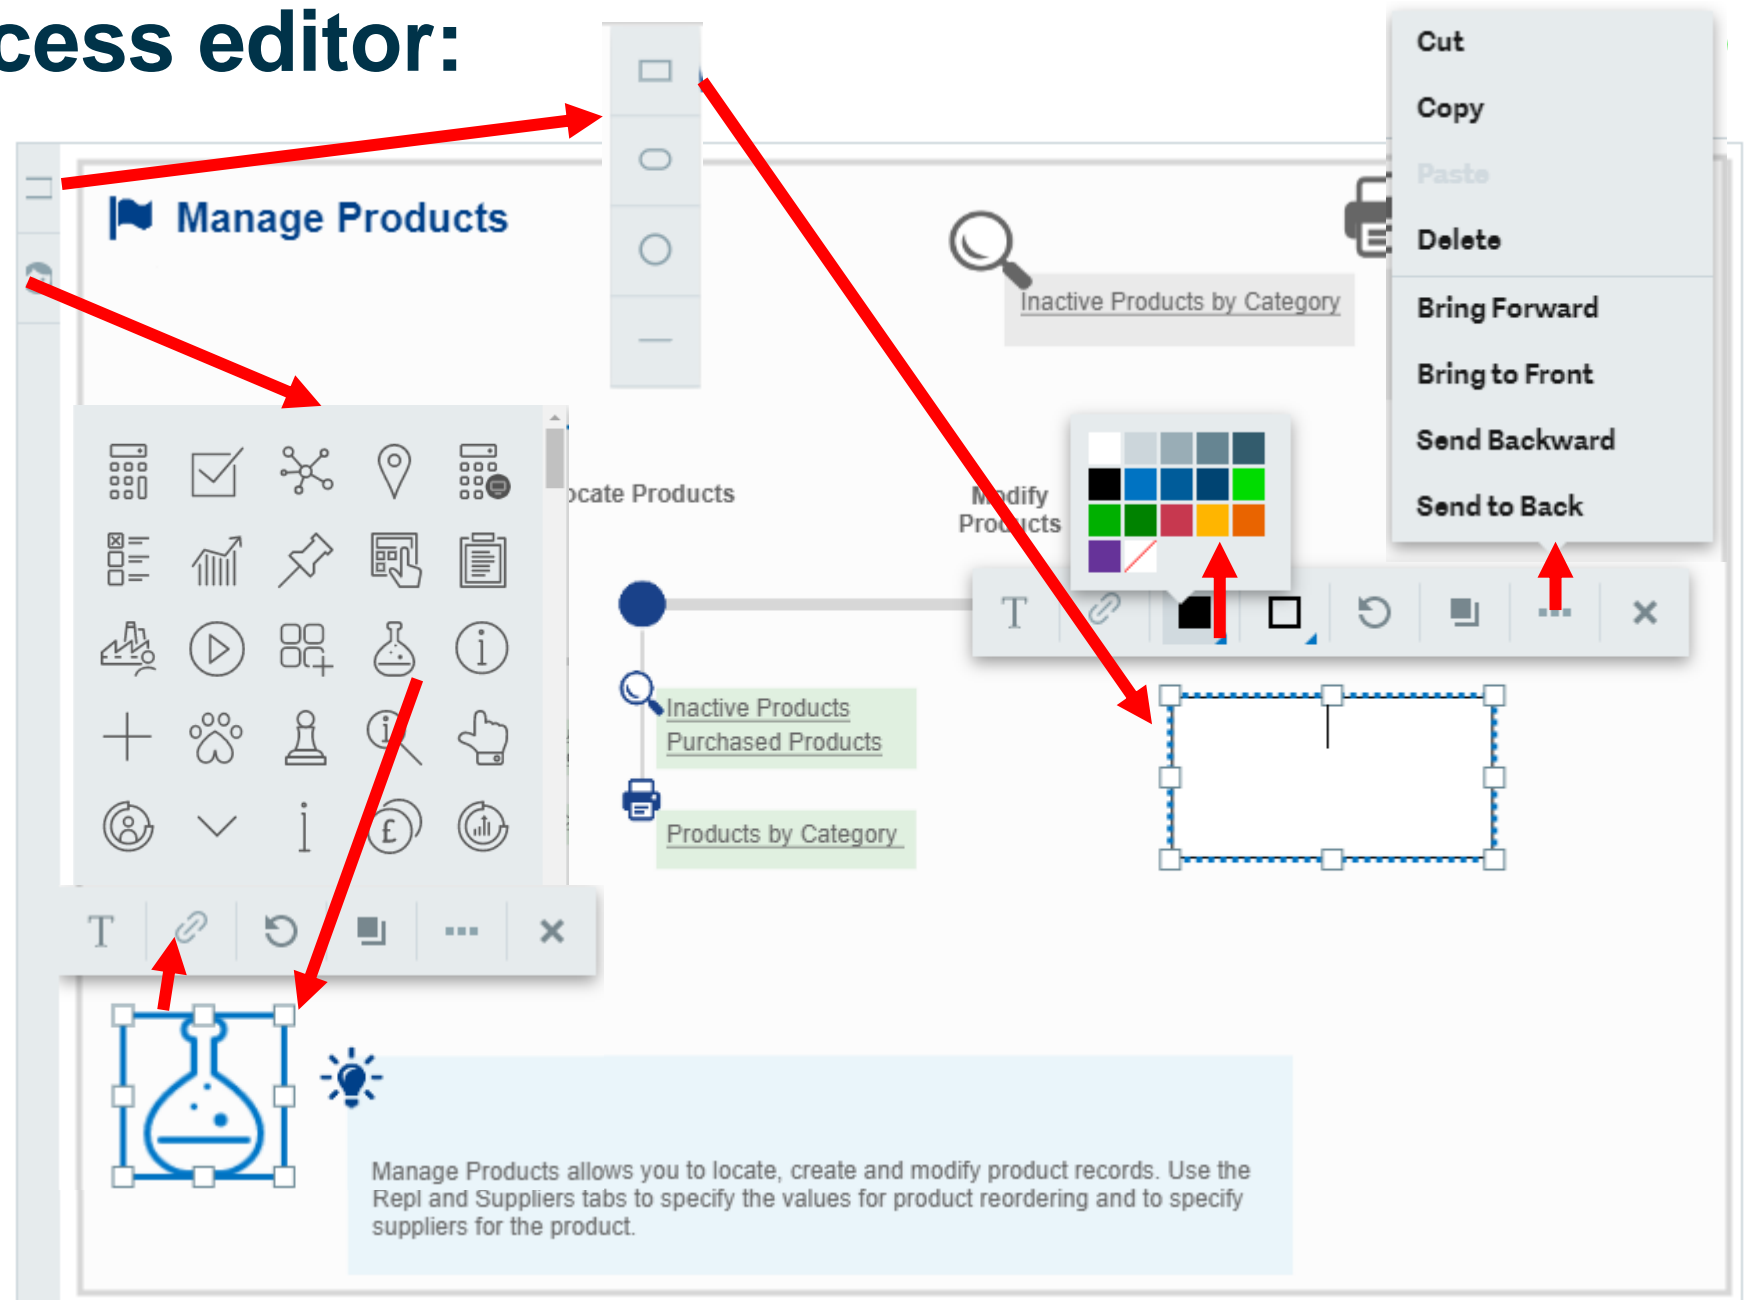 cess editor:
Cut
Copy
Paste
Delete
Bring Forward
Bring to Front
Send Backward
Send to Back
Manage Products
Inactive Products by Category
ocate Products
Modify
Products
T
Inactive Products
Purchased Products
Products by Category
T
Manage Products allows you to locate, create and modify product records. Use the
Repl and Suppliers tabs to specify the values for product reordering and to specify
suppliers for the product.